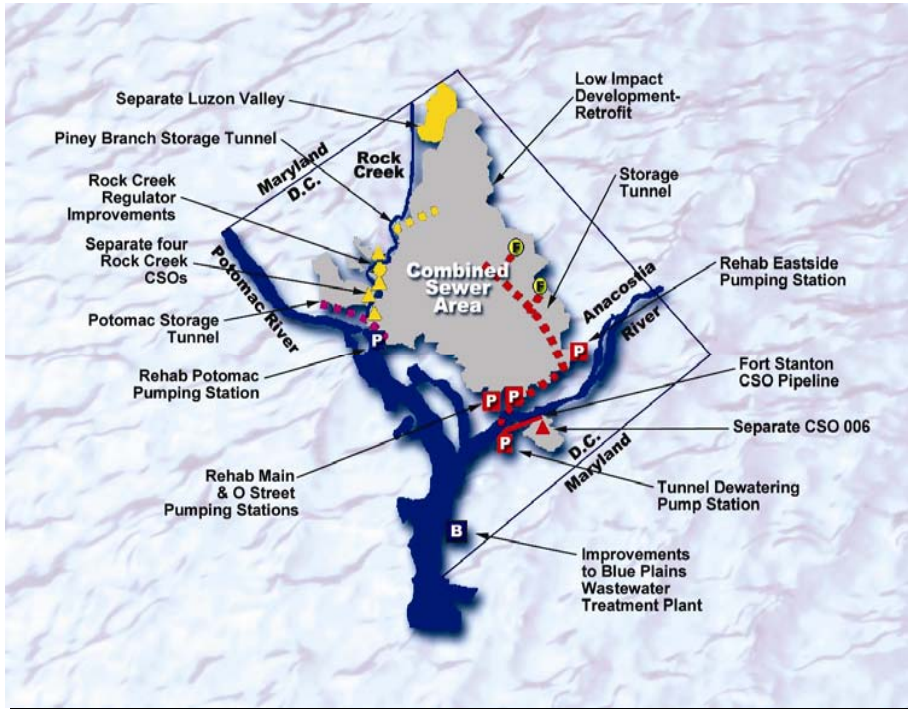 Separate Luzon Valley
Piney Branch Storage Tunnel
Rock Creek
Regulator
Improvements
Separate four
Rock Creek
CSOs
Potomac Storage
Tunnel
Rehab Potomac
Pumping Station
Rehab Main
& O Street
Pumping Stations
Maryland
D.C.
Rock
Creek
Potomac River
Combined
Sewer
Area
Low Impact
Development-
Retrofit
Storage
Tunnel
F
F
Anacostia
River
Rehab Eastside
Pumping Station
Fort Stanton
CSO Pipeline
Separate CSO 006
D.C.
Maryland
Tunnel Dewatering
Pump Station
Improvements
to Blue Plains
Wastewater
Treatment Plant
P
P
P
P
P
B